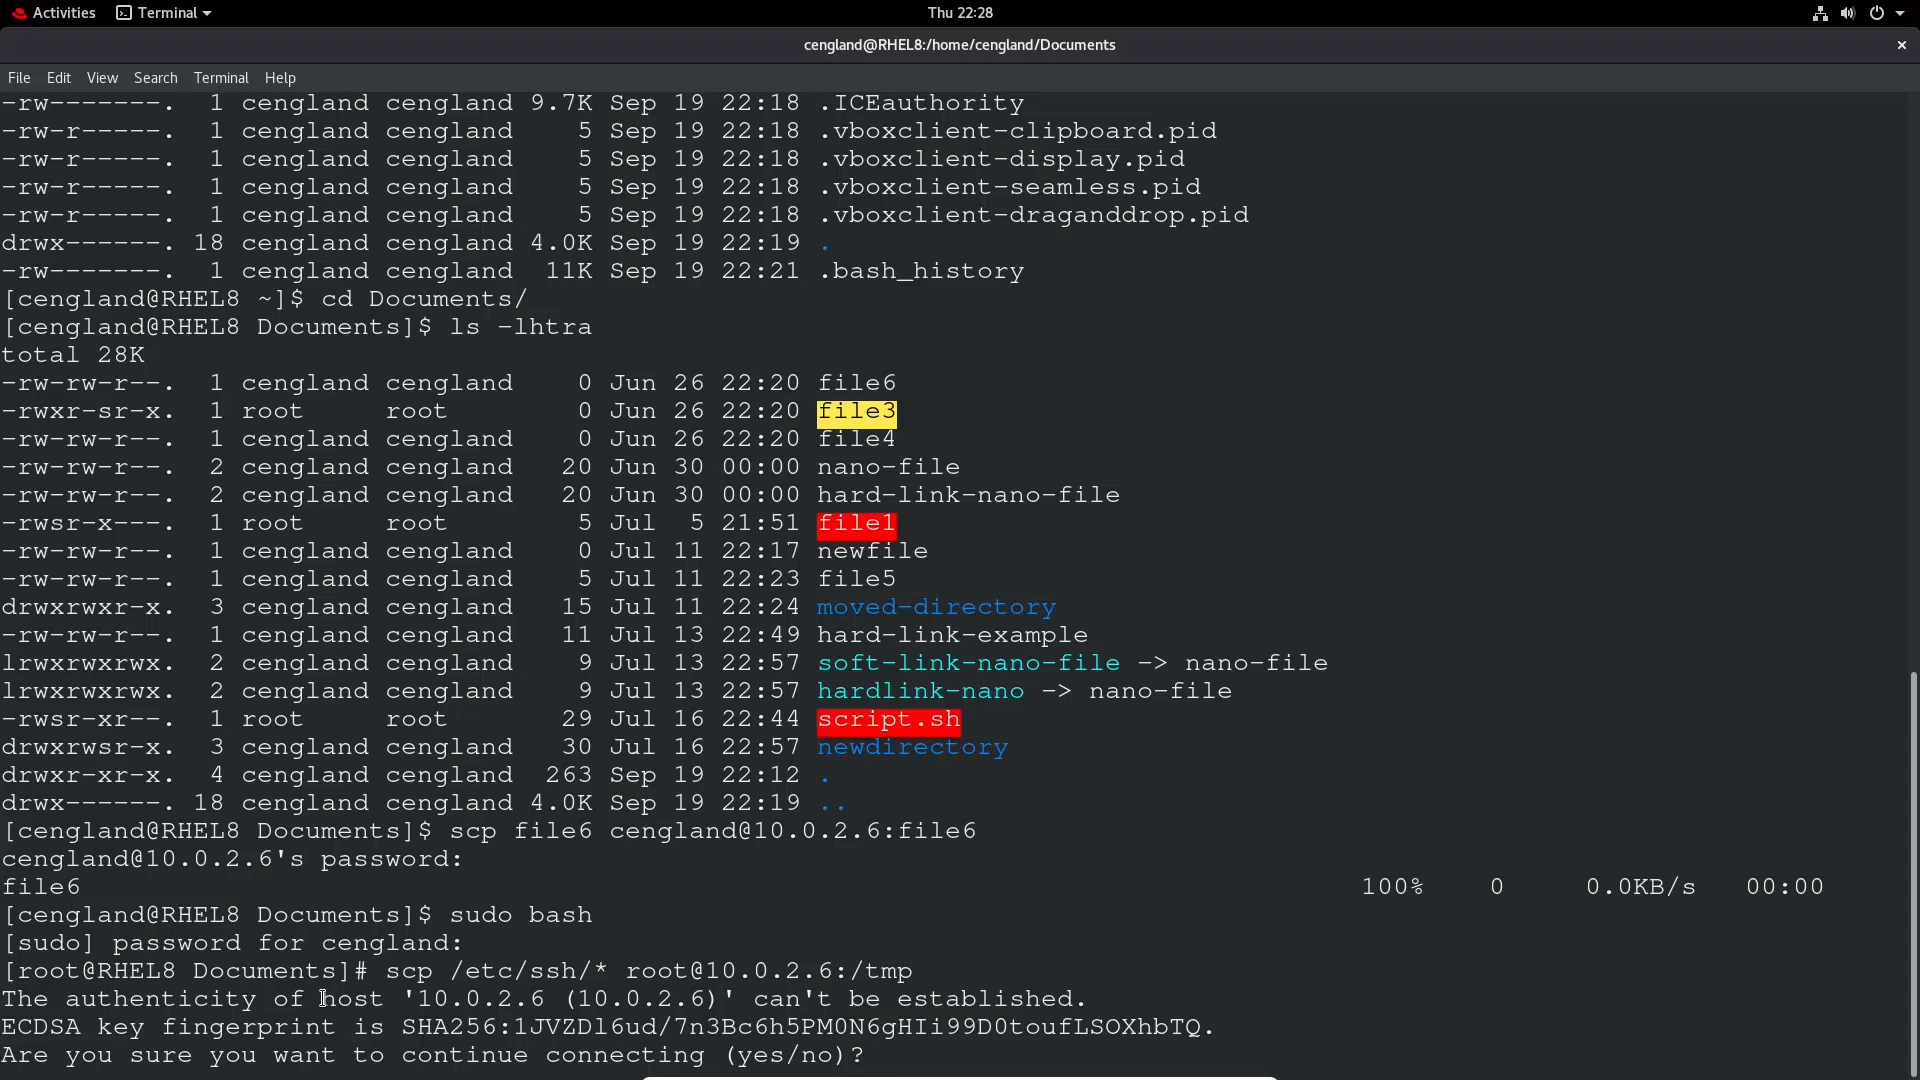 Activities Terminal Thu 22:28
cengland@RHEL8:/home/cengland/Documents
File Edit View Search Terminal Help
-rw-------. 1 cengland cengland 9.7K Sep 19 22:18 .ICEauthority
-rw-r-----. 1 cengland cengland 5 Sep 19 22:18 .vboxclient-clipboard.pid
-rw-r-----. 1 cengland cengland 5 Sep 19 22:18 .vboxclient-display.pid
-rw-r-----. 1 cengland cengland 5 Sep 19 22:18 .vboxclient-seamless.pid
-rw-r-----. 1 cengland cengland 5 Sep 19 22:18 .vboxclient-draganddrop.pid
drwx------. 18 cengland cengland 4.0K Sep 19 22:19 .
-rw-------. 1 cengland cengland 11K Sep 19 22:21 .bash_history
[cengland@RHEL8 ~]$ cd Documents/
[cengland@RHEL8 Documents]$ ls -lhtra
total 28K
-rw-rw-r--. 1 cengland cengland 0 Jun 26 22:20 file6
-rwxr-sr-x. 1 root root 0 Jun 26 22:20 file3
-rw-rw-r--. 1 cengland cengland 0 Jun 26 22:20 file4
-rw-rw-r--. 2 cengland cengland 20 Jun 30 00:00 nano-file
-rw-rw-r--. 2 cengland cengland 20 Jun 30 00:00 hard-link-nano-file
-rwsr-x---. 1 root root 5 Jul 5 21:51 file1
-rw-rw-r--. 1 cengland cengland 0 Jul 11 22:17 newfile
-rw-rw-r--. 1 cengland cengland 5 Jul 11 22:23 file5
drwxrwxr-x. 3 cengland cengland 15 Jul 11 22:24 moved-directory
-rw-rw-r--. 1 cengland cengland 11 Jul 13 22:49 hard-link-example
lrwxrwxrwx. 2 cengland cengland 9 Jul 13 22:57 soft-link-nano-file -> nano-file
lrwxrwxrwx. 2 cengland cengland 9 Jul 13 22:57 hardlink-nano -> nano-file
-rwsr-xr--. 1 root root 29 Jul 16 22:44 script.sh
drwxrwsr-x. 3 cengland cengland 30 Jul 16 22:57 newdirectory
drwxr-xr-x. 4 cengland cengland 263 Sep 19 22:12 .
drwx------. 18 cengland cengland 4.0K Sep 19 22:19 ..
[cengland@RHEL8 Documents]$ scp file6 cengland@10.0.2.6:file6
cengland@10.0.2.6's password:
file6 100% 0 0.0KB/s 00:00
[cengland@RHEL8 Documents]$ sudo bash
[sudo] password for cengland:
[root@RHEL8 Documents]# scp /etc/ssh/* root@10.0.2.6:/tmp
The authenticity of host '10.0.2.6 (10.0.2.6)' can't be established.
ECDSA key fingerprint is SHA256:1JVZDl6ud/7n3Bc6h5PM0N6gHIi99D0toufLSOXhbTQ.
Are you sure you want to continue connecting (yes/no)?